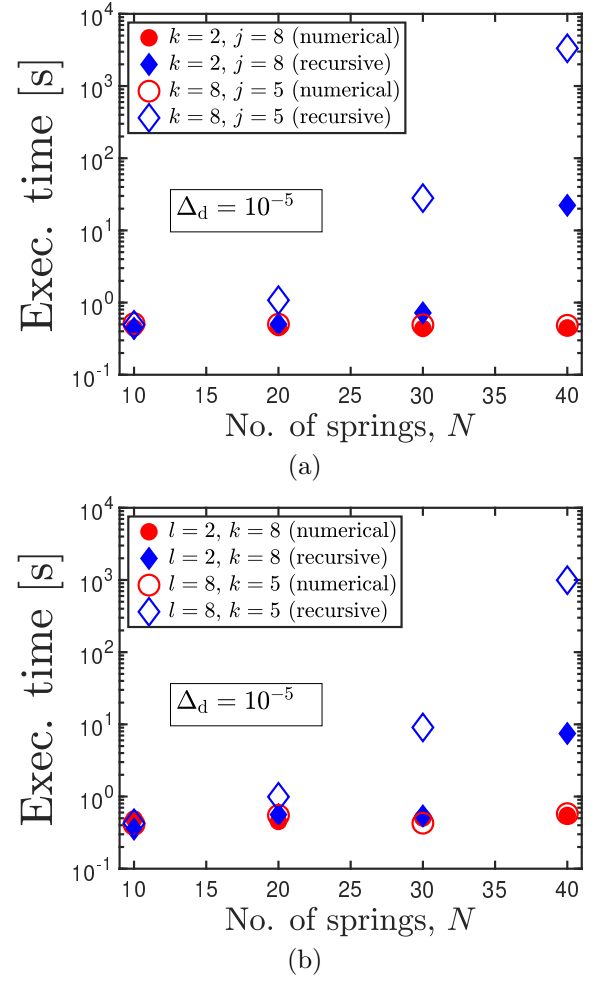 10^4
k = 2, j = 8 (numerical)
k = 2, j = 8 (recursive)
k = 8, j = 5 (numerical)
k = 8, j = 5 (recursive)
10^3
10^2
Δ_d = 10^-5
10^1
10^0
10^-1
Exec. time [s]
10 15 20 25 30 35 40
No. of springs, N
(a)
10^4
l = 2, k = 8 (numerical)
l = 2, k = 8 (recursive)
l = 8, k = 5 (numerical)
l = 8, k = 5 (recursive)
10^3
10^2
Δ_d = 10^-5
10^1
10^0
10^-1
Exec. time [s]
10 15 20 25 30 35 40
No. of springs, N
(b)